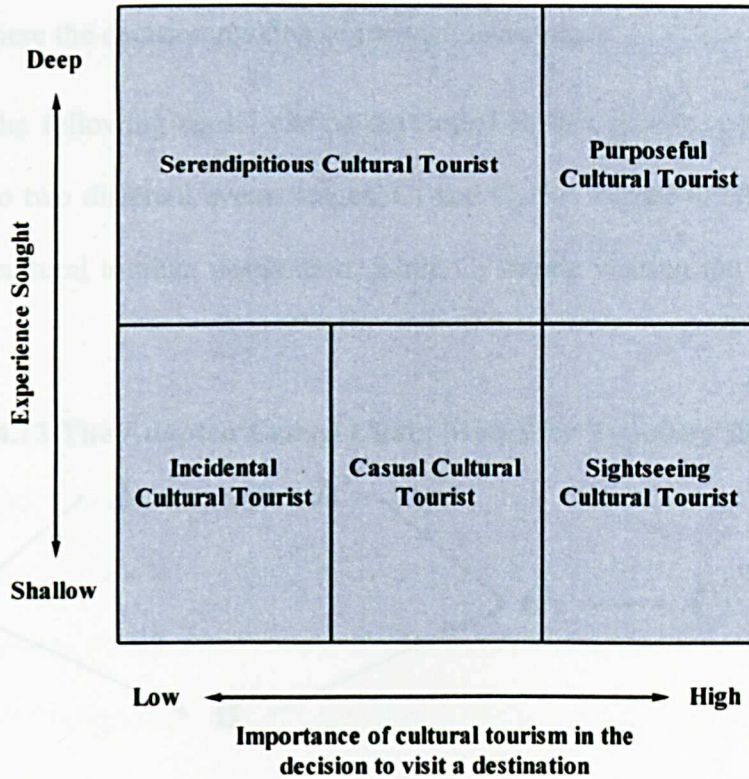 Deep
Experience Sought
Shallow
Serendipitious Cultural Tourist
Purposeful
Cultural Tourist
Incidental
Cultural Tourist
Casual Cultural
Tourist
Sightseeing
Cultural Tourist
Low
High
Importance of cultural tourism in the
decision to visit a destination